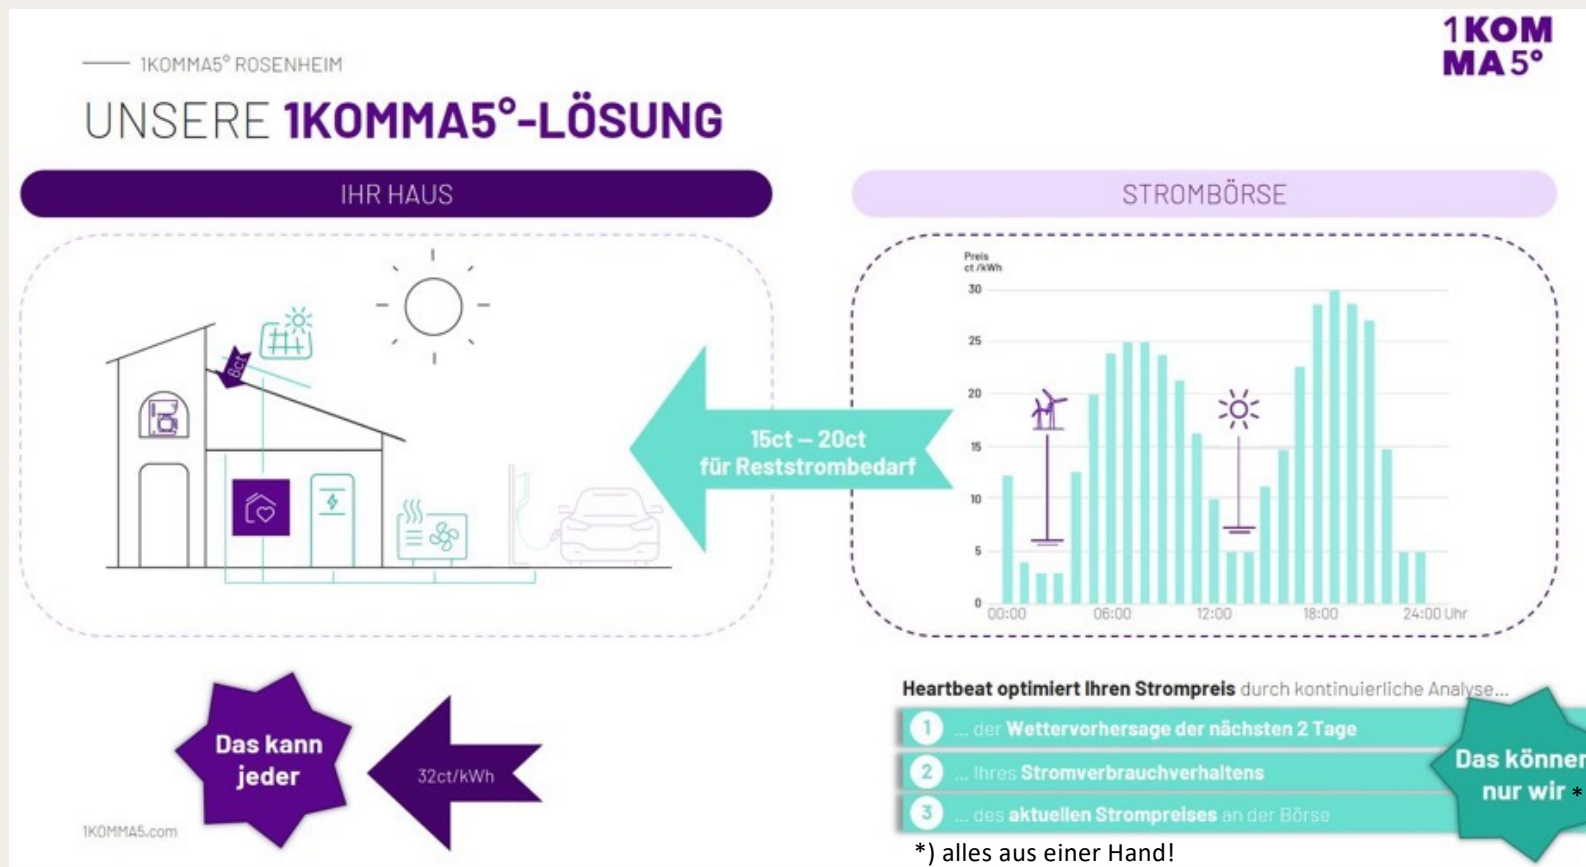 1KOMMA5° ROSENHEIM
UNSERE 1KOMMA5°-LÖSUNG
1KOM
MA5°
IHR HAUS
6ct
15ct – 20ct
für Reststrombedarf
STROMBÖRSE
Preis
ct/kWh
30
25
20
15
10
5
0
00:00 06:00 12:00 18:00 24:00 Uhr
Das kann
jeder
32ct/kWh
1KOMMA5.com
Heartbeat optimiert Ihren Strompreis durch kontinuierliche Analyse...
1 ... der Wettervorhersage der nächsten 2 Tage
2 ... Ihres Stromverbrauchverhaltens
3 ... des aktuellen Strompreises an der Börse
Das können
nur wir *
*) alles aus einer Hand!